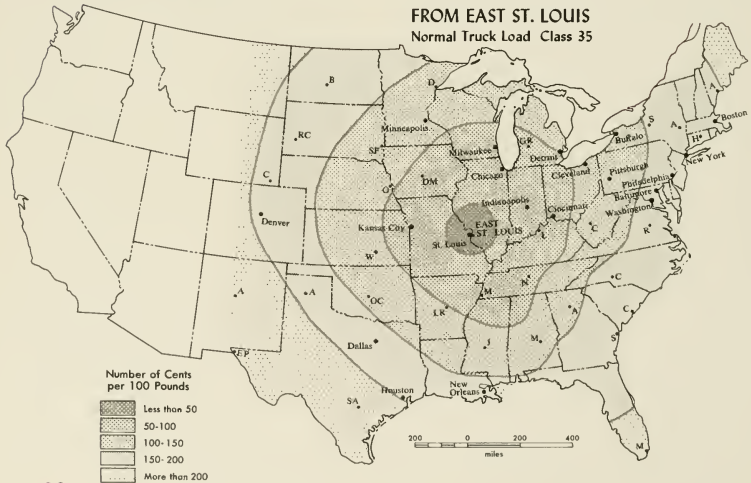 FROM EAST ST. LOUIS
Normal Truck Load Class 35
B
D
Minneapolis
RC
SF
Milwaukee
GR
Detroit
Buffalo
S
A
A
Boston
H
New York
C
O
DM
Chicago
Cleveland
Pittsburgh
Philadelphia
Baltimore
Washington
Denver
Indianapolis
Cincinnati
Kansas City
EAST
ST. LOUIS
St. Louis
L
C
R
W
A
A
OC
LR
M
N
C
C
A
S
EP
Dallas
J
M
Houston
SA
New
Orleans
M
Number of Cents
per 100 Pounds
Less than 50
50-100
100-150
150-200
More than 200
200 0 200 400
miles